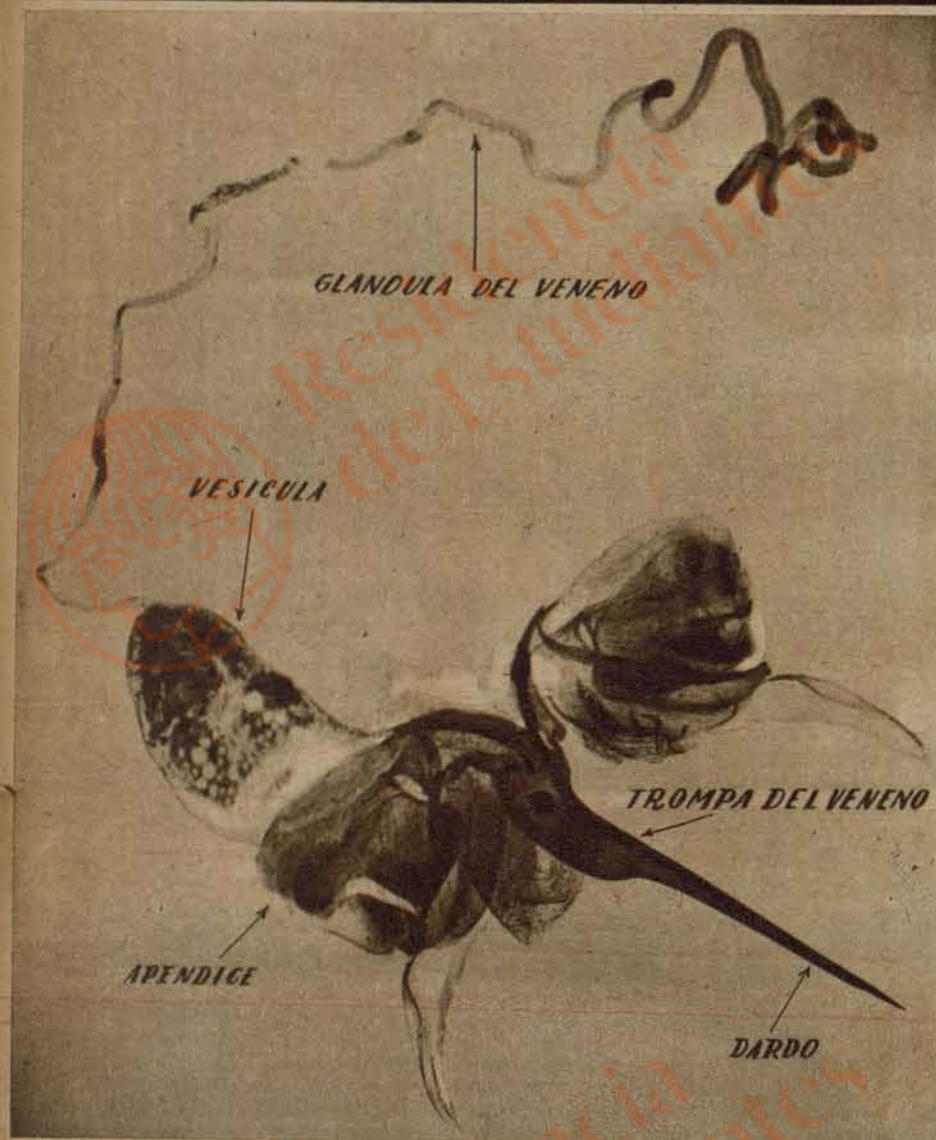 GLANDULA DEL VENENO
Residencia
de Estudiantes
VESICULA
TROMPA DEL VENENO
APENDICE
DARDO